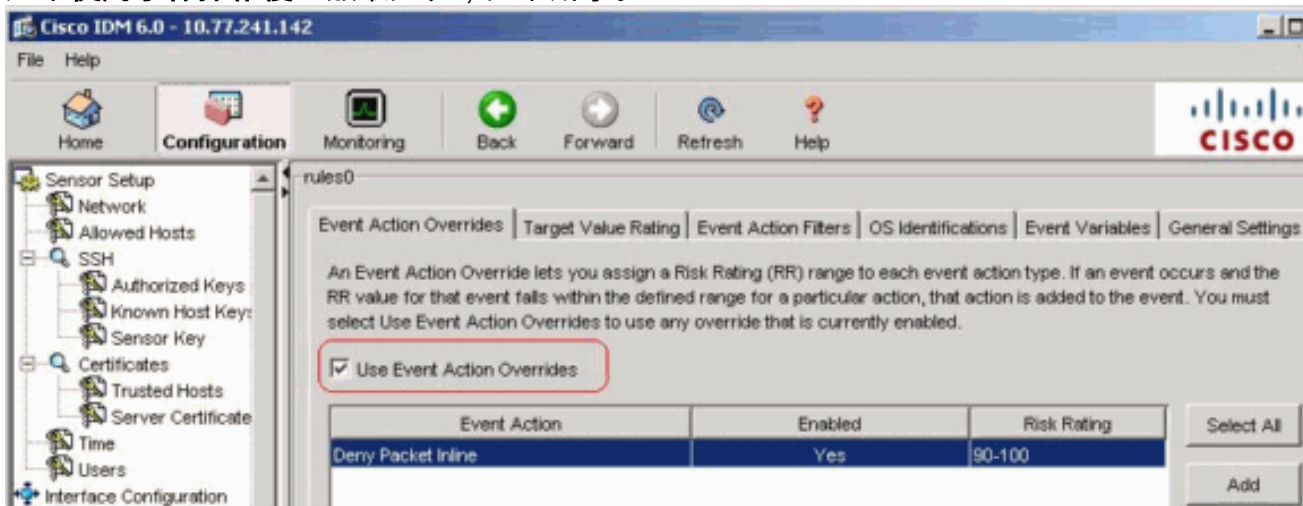 Cisco IDM 6.0 - 10.77.241.142
File Help
Home Configuration Monitoring Back Forward Refresh Help
CISCO
Sensor Setup
Network
Allowed Hosts
SSH
Authorized Keys
Known Host Key:
Sensor Key
Certificates
Trusted Hosts
Server Certificate
Time
Users
Interface Configuration
rules0
Event Action Overrides Target Value Rating Event Action Filters OS Identifications Event Variables General Settings
An Event Action Override lets you assign a Risk Rating (RR) range to each event action type. If an event occurs and the
RR value for that event falls within the defined range for a particular action, that action is added to the event. You must
select Use Event Action Overrides to use any override that is currently enabled.
Use Event Action Overrides
Event Action Enabled Risk Rating
Deny Packet Inline Yes 90-100
Select All
Add